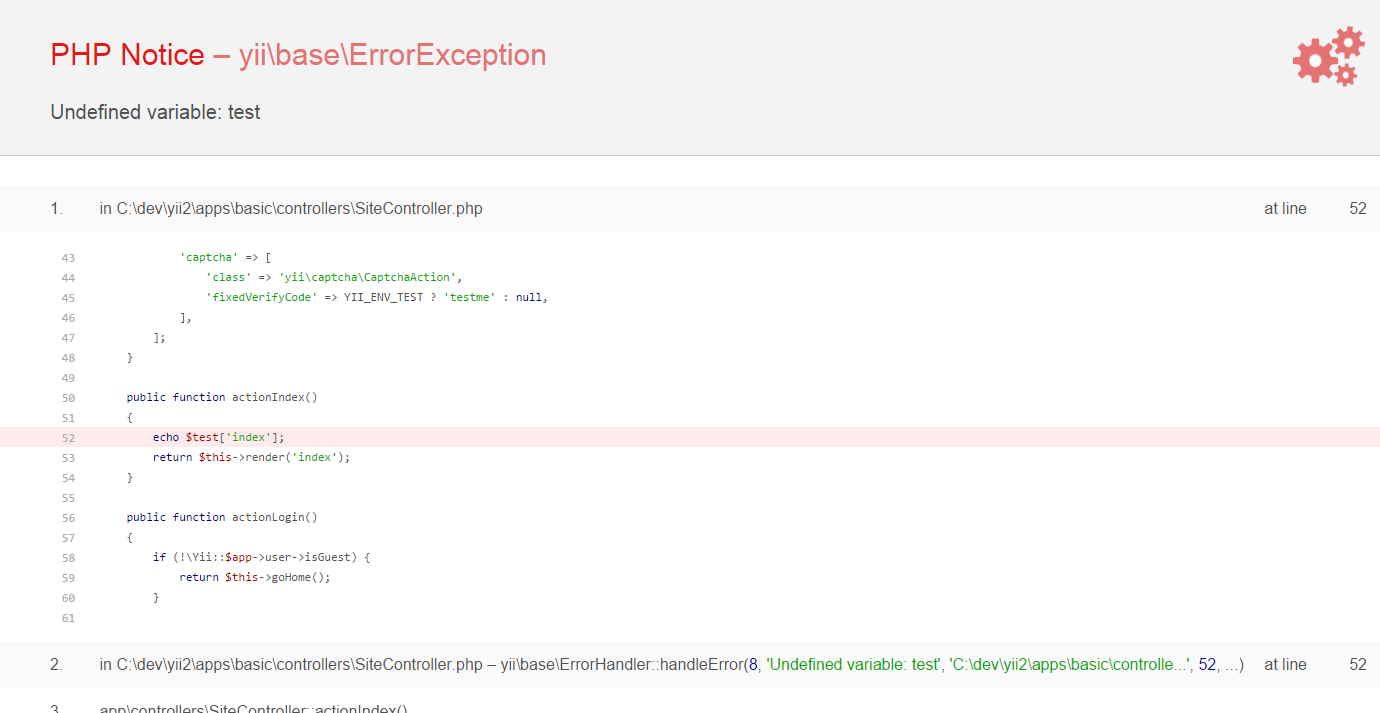 PHP Notice – yii\base\ErrorException
Undefined variable: test
1. in C:\dev\yii2\apps\basic\controllers\SiteController.php at line 52
43 'captcha' => [
44 'class' => 'yii\captcha\CaptchaAction',
45 'fixedVerifyCode' => YII_ENV_TEST ? 'testme' : null,
46 ],
47 ];
48 }
49
50 public function actionIndex()
51 {
52 echo $test['index'];
53 return $this->render('index');
54 }
55
56 public function actionLogin()
57 {
58 if (!\Yii::$app->user->isGuest) {
59 return $this->goHome();
60 }
61
2. in C:\dev\yii2\apps\basic\controllers\SiteController.php – yii\base\ErrorHandler::handleError(8, 'Undefined variable: test', 'C:\dev\yii2\apps\basic\controlle...', 52, ...) at line 52
3. app\controllers\SiteController::actionIndex()